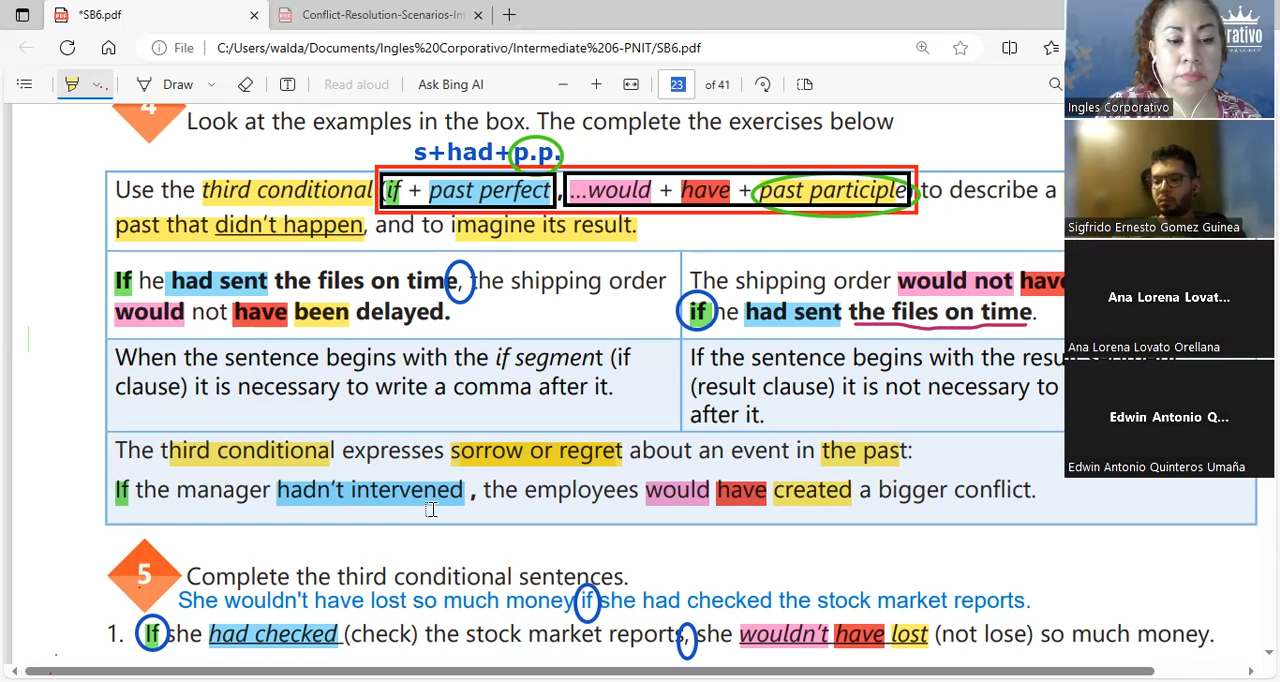 *SB6.pdf
Conflict-Resolution-Scenarios-Int
File
C:/Users/walda/Documents/Ingles%20Corporativo/Intermediate%206-PNIT/SB6.pdf
Draw
Read aloud
Ask Bing AI
23 of 41
4
Look at the examples in the box. The complete the exercises below
s+had+p.p.
Use the third conditional (if + past perfect, ...would + have + past participle) to describe a
past that didn't happen, and to imagine its result.
If he had sent the files on time, the shipping order
would not have been delayed.
The shipping order would not have
if he had sent the files on time.
When the sentence begins with the if segment (if
clause) it is necessary to write a comma after it.
If the sentence begins with the result
(result clause) it is not necessary to
after it.
The third conditional expresses sorrow or regret about an event in the past:
If the manager hadn't intervened , the employees would have created a bigger conflict.
5
Complete the third conditional sentences.
She wouldn't have lost so much money if she had checked the stock market reports.
1. If she had checked (check) the stock market reports, she wouldn't have lost (not lose) so much money.
rativo
Ingles Corporativo
Sigfrido Ernesto Gomez Guinea
Ana Lorena Lovat...
Ana Lorena Lovato Orellana
Edwin Antonio Q...
Edwin Antonio Quinteros Umaña